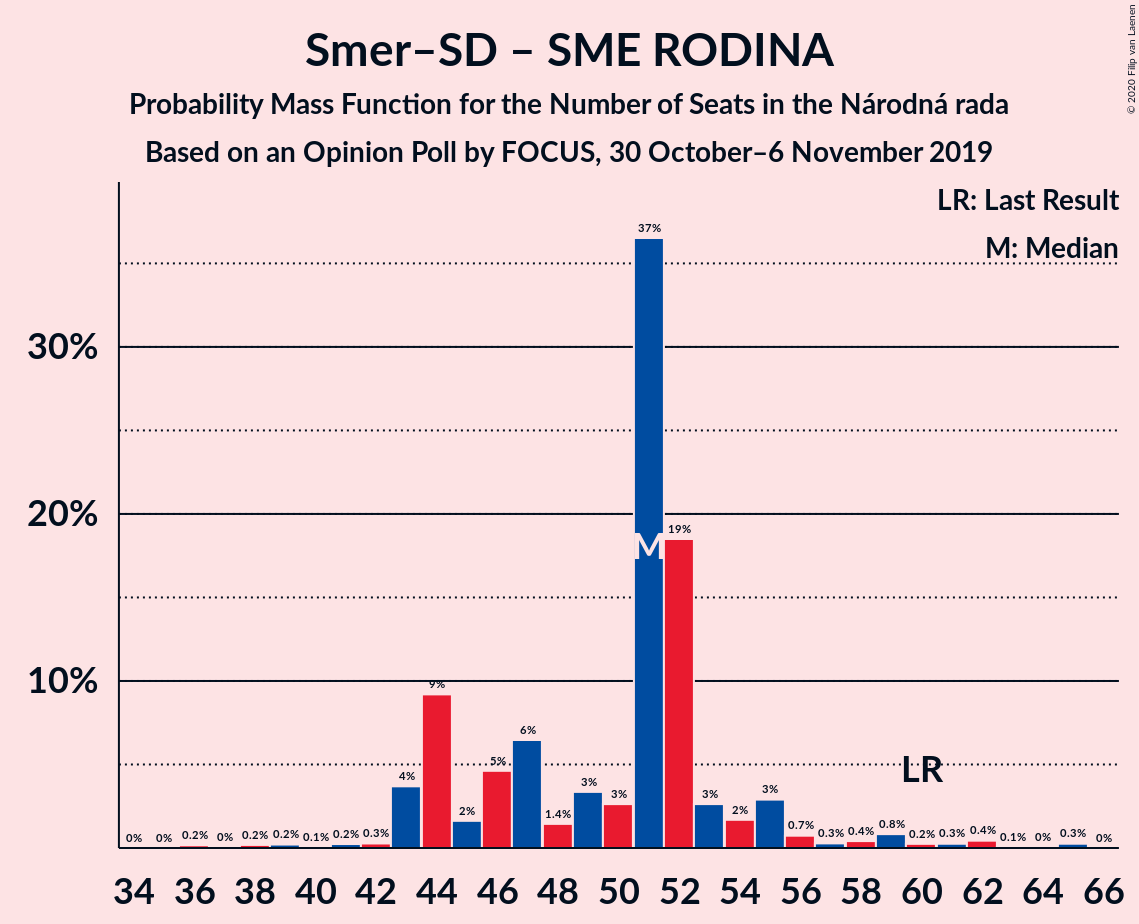 Smer–SD – SME RODINA
Probability Mass Function for the Number of Seats in the Národná rada
Based on an Opinion Poll by FOCUS, 30 October–6 November 2019
© 2020 Filip van Laenen
LR: Last Result
M: Median
30%
20%
10%
0% 0% 0.2% 0% 0.2% 0.2% 0.1% 0.2% 0.3% 4% 9% 2% 5% 6% 1.4% 3% 3% 37% 19% 3% 2% 3% 0.7% 0.3% 0.4% 0.8% 0.2% 0.3% 0.4% 0.1% 0% 0.3% 0%
M
LR
34 36 38 40 42 44 46 48 50 52 54 56 58 60 62 64 66